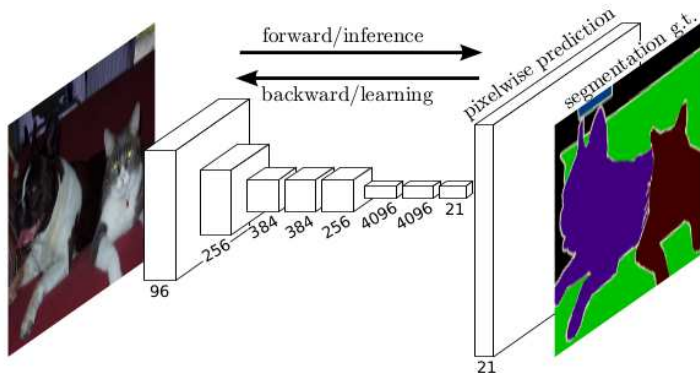 forward/inference
backward/learning
pixelwise prediction
segmentation g.t.
96
256
384
384
256
4096
4096
21
21